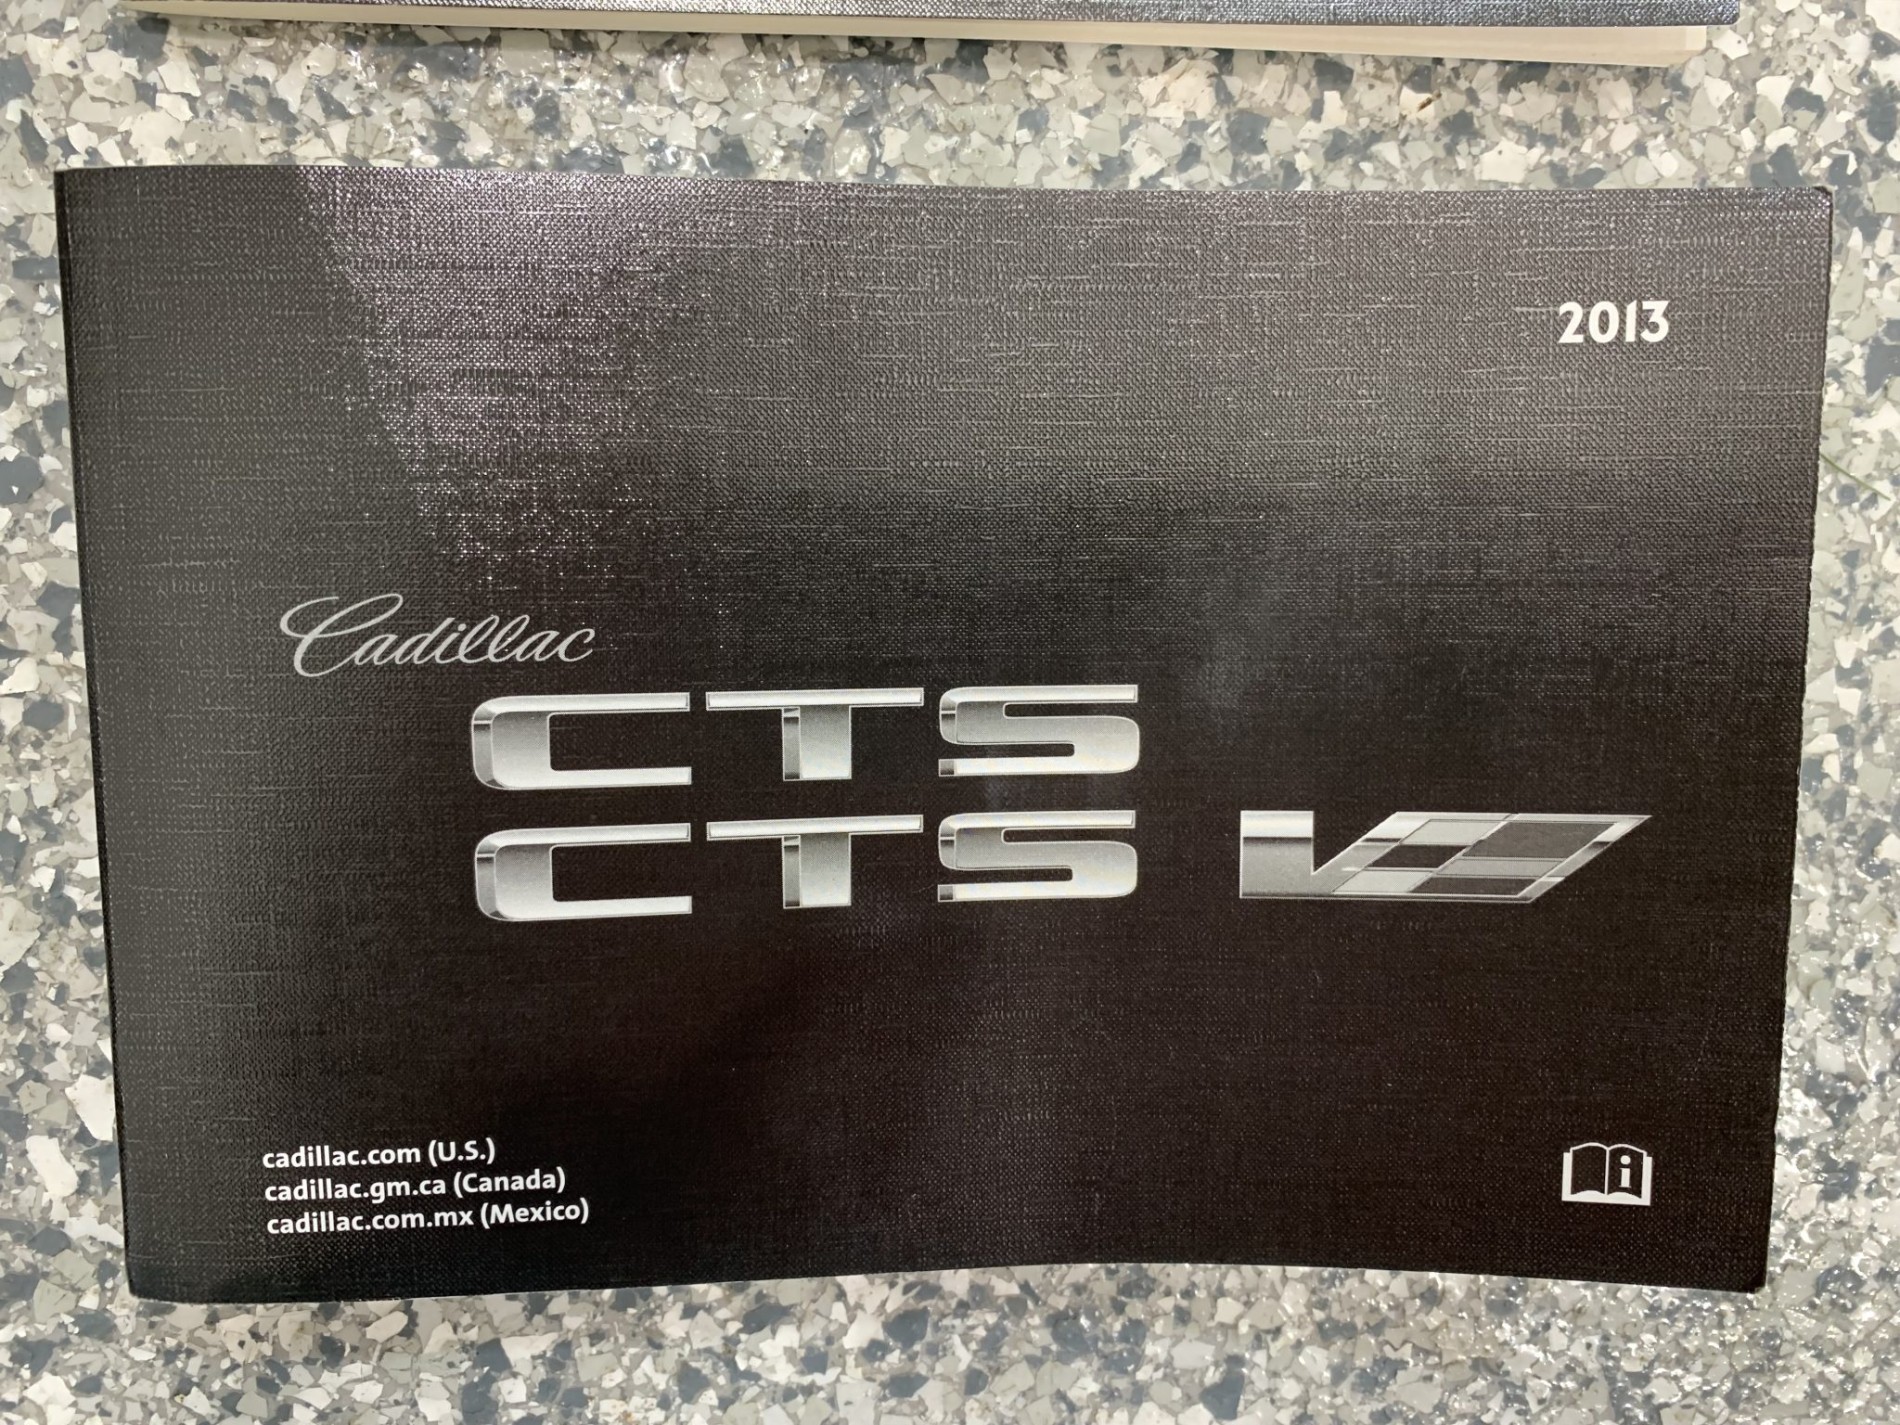 2013
Cadillac
CTS
CTS V
cadillac.com (U.S.)
cadillac.gm.ca (Canada)
cadillac.com.mx (Mexico)
i